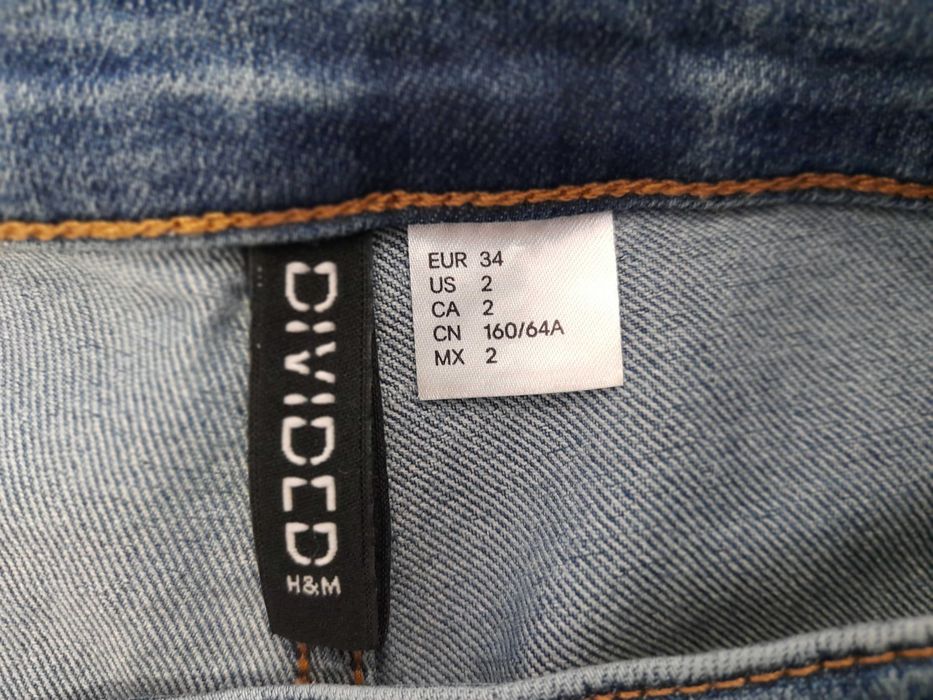 DIVIDED
H&M
EUR 34
US 2
CA 2
CN 160/64A
MX 2